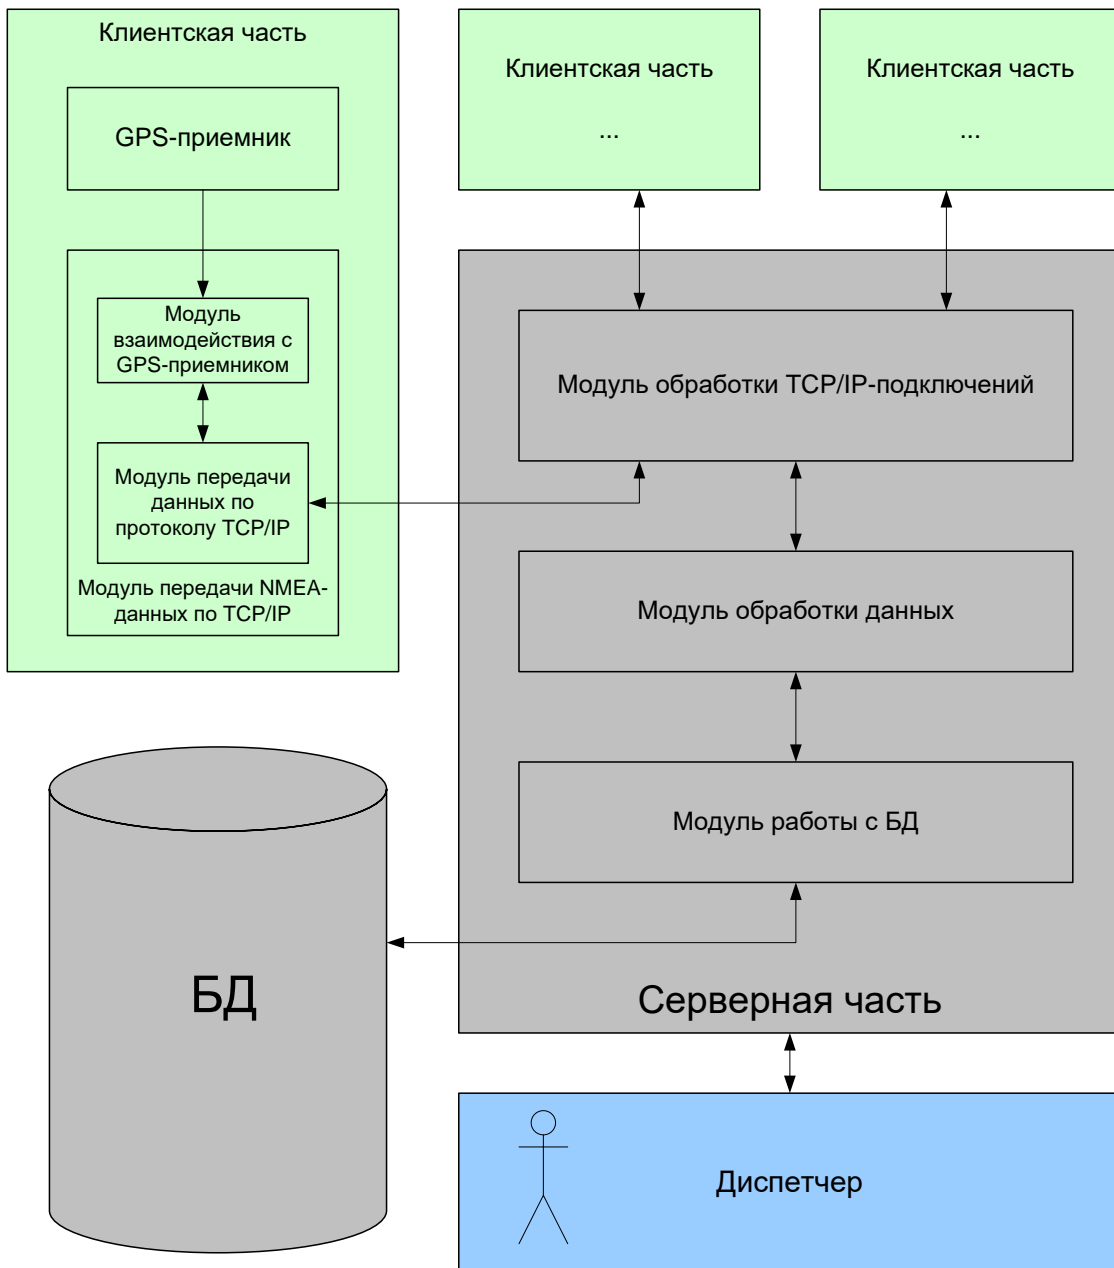 Клиентская часть
GPS-приемник
Модуль
взаимодействия с
GPS-приемником
Модуль передачи
данных по
протоколу TCP/IP
Модуль передачи NMEA-
данных по TCP/IP
Клиентская часть
...
Клиентская часть
...
Модуль обработки TCP/IP-подключений
Модуль обработки данных
Модуль работы с БД
Серверная часть
БД
Диспетчер